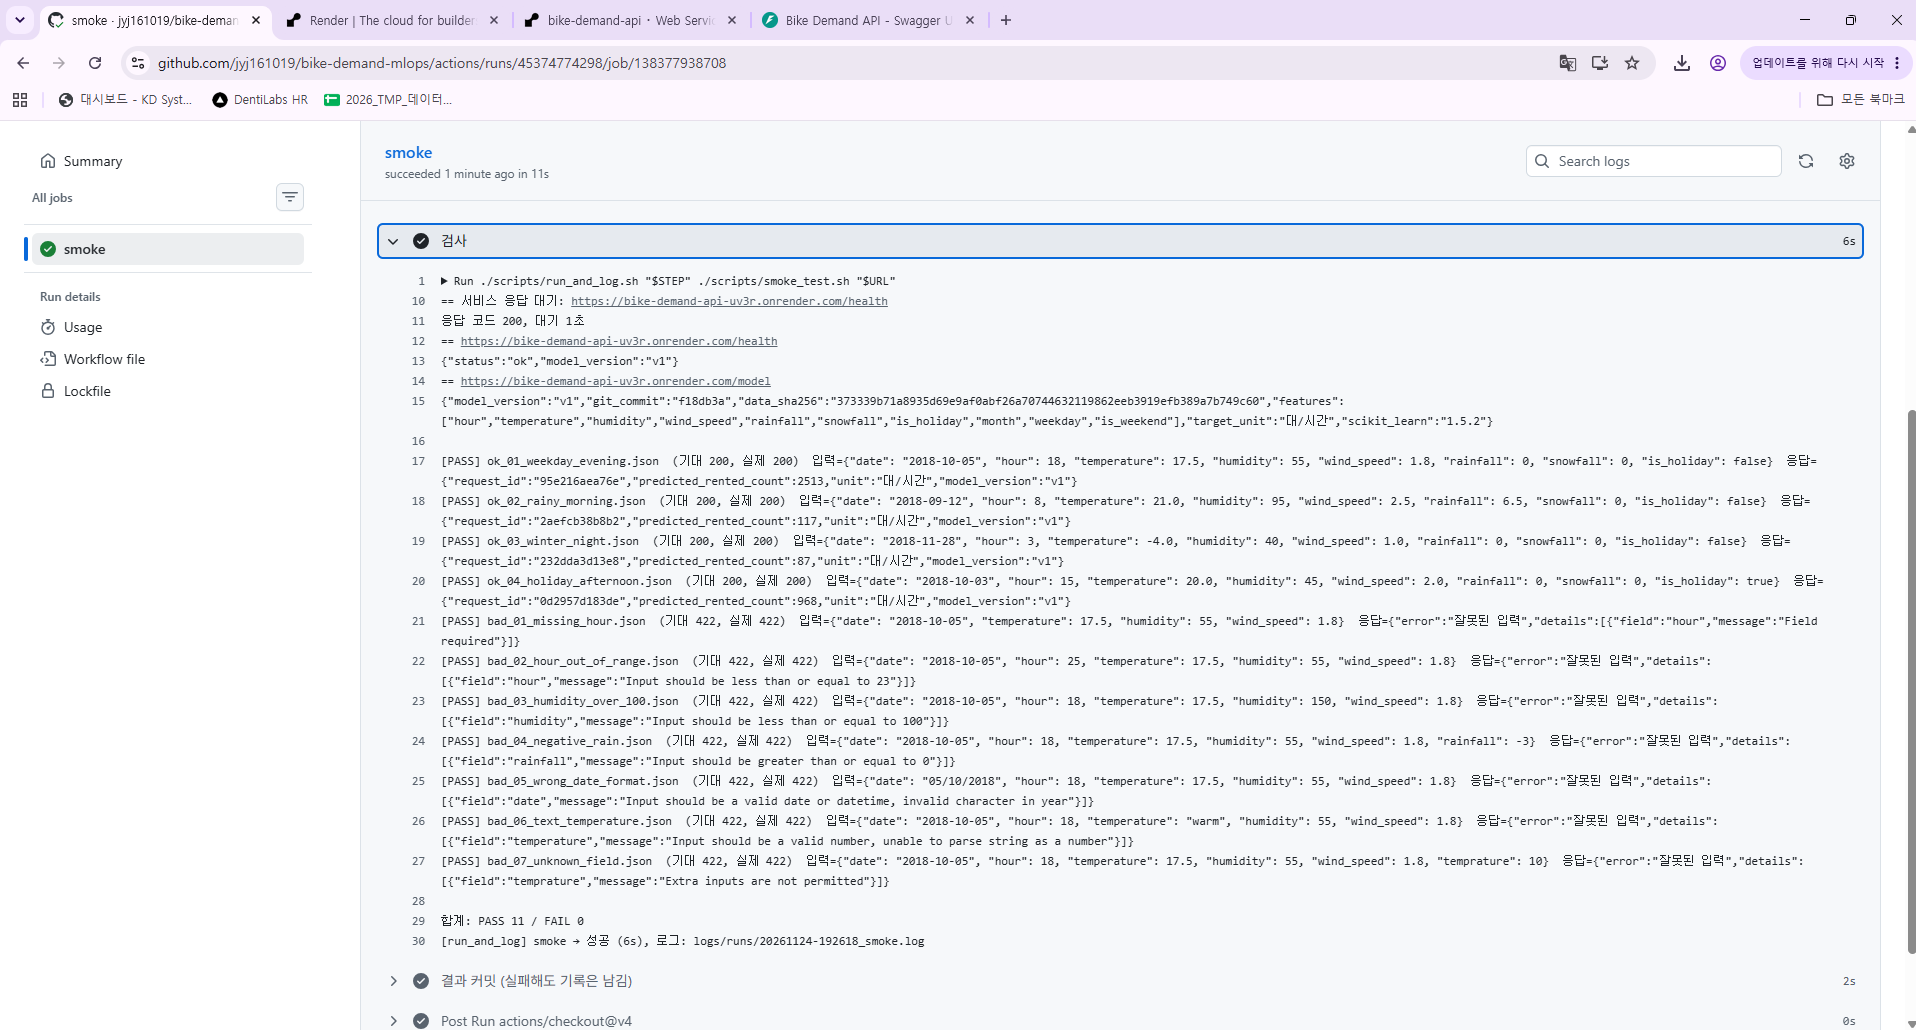 smoke · jyj161019/bike-deman
Render | The cloud for builder
bike-demand-api · Web Servic
Bike Demand API - Swagger U
github.com/jyj161019/bike-demand-mlops/actions/runs/45374774298/job/138377938708
업데이트를 위해 다시 시작
대시보드 - KD Syst...
DentiLabs HR
2026_TMP_데이터...
모든 북마크
Summary
All jobs
smoke
Run details
Usage
Workflow file
Lockfile
smoke
succeeded 1 minute ago in 11s
Search logs
검사
6s
1 Run ./scripts/run_and_log.sh "$STEP" ./scripts/smoke_test.sh "$URL"
10 == 서비스 응답 대기: https://bike-demand-api-uv3r.onrender.com/health
11 응답 코드 200, 대기 1초
12 == https://bike-demand-api-uv3r.onrender.com/health
13 {"status":"ok","model_version":"v1"}
14 == https://bike-demand-api-uv3r.onrender.com/model
15 {"model_version":"v1","git_commit":"f18db3a","data_sha256":"373339b71a8935d69e9af0abf26a70744632119862eeb3919efb389a7b749c60","features":
["hour","temperature","humidity","wind_speed","rainfall","snowfall","is_holiday","month","weekday","is_weekend"],"target_unit":"대/시간","scikit_learn":"1.5.2"}
16
17 [PASS] ok_01_weekday_evening.json (기대 200, 실제 200) 입력={"date": "2018-10-05", "hour": 18, "temperature": 17.5, "humidity": 55, "wind_speed": 1.8, "rainfall": 0, "snowfall": 0, "is_holiday": false} 응답=
{"request_id":"95e216aea76e","predicted_rented_count":2513,"unit":"대/시간","model_version":"v1"}
18 [PASS] ok_02_rainy_morning.json (기대 200, 실제 200) 입력={"date": "2018-09-12", "hour": 8, "temperature": 21.0, "humidity": 95, "wind_speed": 2.5, "rainfall": 6.5, "snowfall": 0, "is_holiday": false} 응답=
{"request_id":"2aefcb38b8b2","predicted_rented_count":117,"unit":"대/시간","model_version":"v1"}
19 [PASS] ok_03_winter_night.json (기대 200, 실제 200) 입력={"date": "2018-11-28", "hour": 3, "temperature": -4.0, "humidity": 40, "wind_speed": 1.0, "rainfall": 0, "snowfall": 0, "is_holiday": false} 응답=
{"request_id":"232dda3d13e8","predicted_rented_count":87,"unit":"대/시간","model_version":"v1"}
20 [PASS] ok_04_holiday_afternoon.json (기대 200, 실제 200) 입력={"date": "2018-10-03", "hour": 15, "temperature": 20.0, "humidity": 45, "wind_speed": 2.0, "rainfall": 0, "snowfall": 0, "is_holiday": true} 응답=
{"request_id":"0d2957d183de","predicted_rented_count":968,"unit":"대/시간","model_version":"v1"}
21 [PASS] bad_01_missing_hour.json (기대 422, 실제 422) 입력={"date": "2018-10-05", "temperature": 17.5, "humidity": 55, "wind_speed": 1.8} 응답={"error":"잘못된 입력","details":[{"field":"hour","message":"Field
required"}]}
22 [PASS] bad_02_hour_out_of_range.json (기대 422, 실제 422) 입력={"date": "2018-10-05", "hour": 25, "temperature": 17.5, "humidity": 55, "wind_speed": 1.8} 응답={"error":"잘못된 입력","details":
[{"field":"hour","message":"Input should be less than or equal to 23"}]}
23 [PASS] bad_03_humidity_over_100.json (기대 422, 실제 422) 입력={"date": "2018-10-05", "hour": 18, "temperature": 17.5, "humidity": 150, "wind_speed": 1.8} 응답={"error":"잘못된 입력","details":
[{"field":"humidity","message":"Input should be less than or equal to 100"}]}
24 [PASS] bad_04_negative_rain.json (기대 422, 실제 422) 입력={"date": "2018-10-05", "hour": 18, "temperature": 17.5, "humidity": 55, "wind_speed": 1.8, "rainfall": -3} 응답={"error":"잘못된 입력","details":
[{"field":"rainfall","message":"Input should be greater than or equal to 0"}]}
25 [PASS] bad_05_wrong_date_format.json (기대 422, 실제 422) 입력={"date": "05/10/2018", "hour": 18, "temperature": 17.5, "humidity": 55, "wind_speed": 1.8} 응답={"error":"잘못된 입력","details":
[{"field":"date","message":"Input should be a valid date or datetime, invalid character in year"}]}
26 [PASS] bad_06_text_temperature.json (기대 422, 실제 422) 입력={"date": "2018-10-05", "hour": 18, "temperature": "warm", "humidity": 55, "wind_speed": 1.8} 응답={"error":"잘못된 입력","details":
[{"field":"temperature","message":"Input should be a valid number, unable to parse string as a number"}]}
27 [PASS] bad_07_unknown_field.json (기대 422, 실제 422) 입력={"date": "2018-10-05", "hour": 18, "temperature": 17.5, "humidity": 55, "wind_speed": 1.8, "temprature": 10} 응답={"error":"잘못된 입력","details":
[{"field":"temprature","message":"Extra inputs are not permitted"}]}
28
29 합계: PASS 11 / FAIL 0
30 [run_and_log] smoke → 성공 (6s), 로그: logs/runs/20261124-192618_smoke.log
결과 커밋 (실패해도 기록은 남김)
2s
Post Run actions/checkout@v4
0s